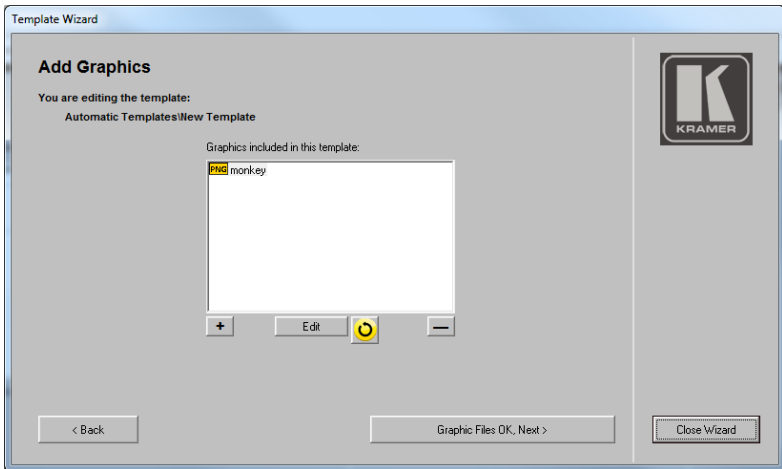 Template Wizard
Add Graphics
You are editing the template:
Automatic Templates\New Template
Graphics included in this template:
PNG monkey
+ Edit —
< Back
Graphic Files OK, Next >
Close Wizard
K
KRAMER